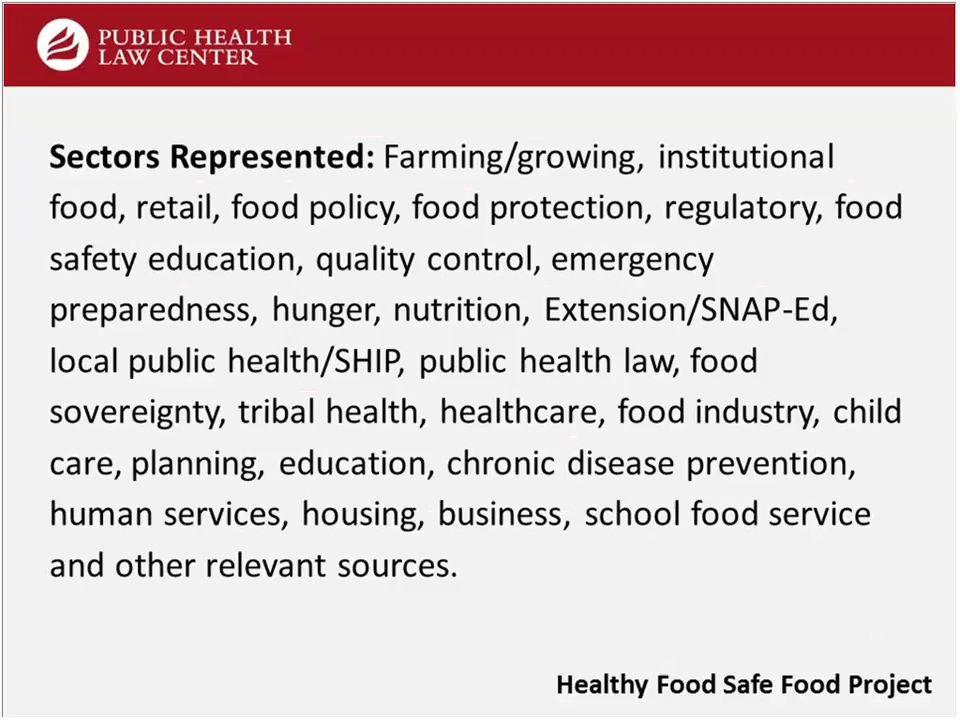 PUBLIC HEALTH
LAW CENTER
Sectors Represented: Farming/growing, institutional
food, retail, food policy, food protection, regulatory, food
safety education, quality control, emergency
preparedness, hunger, nutrition, Extension/SNAP-Ed,
local public health/SHIP, public health law, food
sovereignty, tribal health, healthcare, food industry, child
care, planning, education, chronic disease prevention,
human services, housing, business, school food service
and other relevant sources.
Healthy Food Safe Food Project